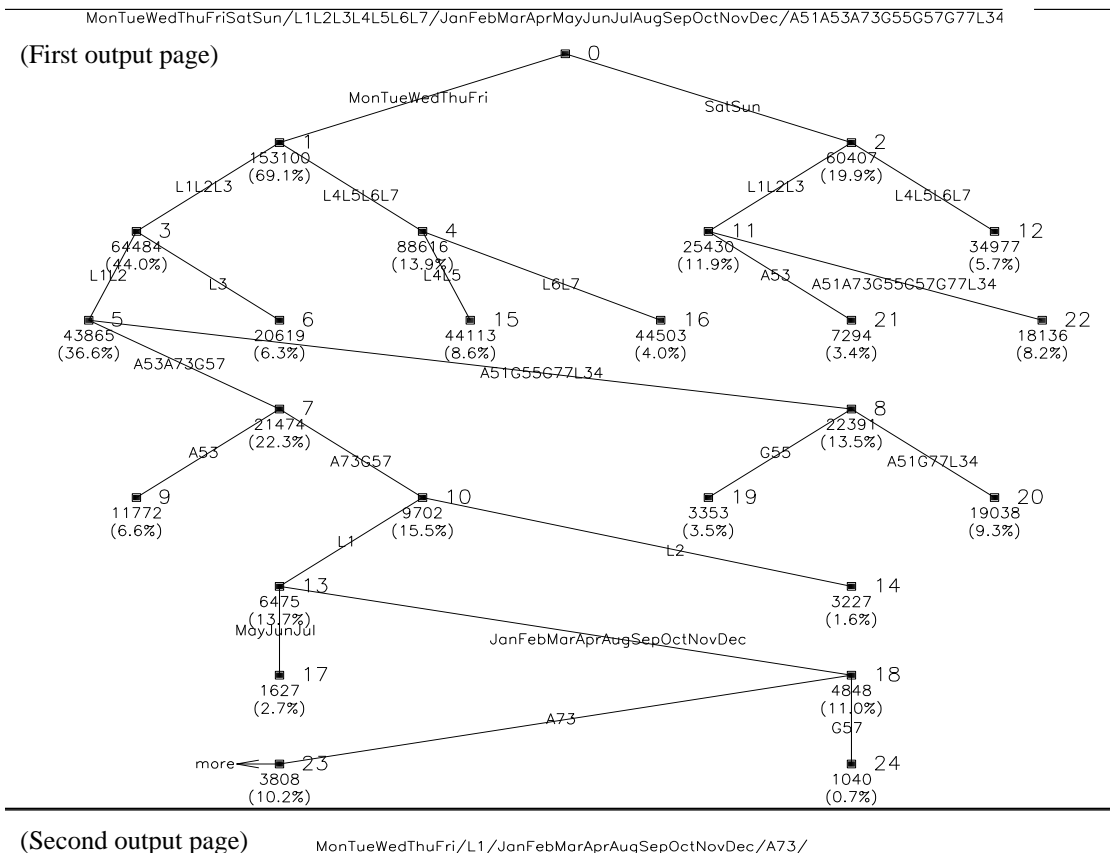 MonTueWedThuFriSatSun/L1L2L3L4L5L6L7/JanFebMarAprMayJunJulAugSepOctNovDec/A51A53A73G55G57G77L34
(First output page)
0
MonTueWedThuFri
SatSun
1
2
153100
60407
(69.1%)
(19.9%)
L1L2L3
L4L5L6L7
L1L2L3
L4L5L6L7
3
4
11
12
64484
88616
25430
34977
(44.0%)
(13.9%)
(11.9%)
(5.7%)
L1L2
L3
L4L5
L6L7
A53
A51A73G55G57G77L34
5
6
15
16
21
22
43865
20619
44113
44503
7294
18136
(36.6%)
(6.3%)
(8.6%)
(4.0%)
(3.4%)
(8.2%)
A53A73G57
A51G55G77L34
7
8
21474
22391
(22.3%)
(13.5%)
A53
A73G57
G55
A51G77L34
9
10
19
20
11772
9702
3353
19038
(6.6%)
(15.5%)
(3.5%)
(9.3%)
L1
L2
13
14
6475
3227
(13.7%)
(1.6%)
MayJunJul
JanFebMarAprAugSepOctNovDec
17
18
1627
4848
(2.7%)
(11.0%)
A73
G57
more
23
24
3808
1040
(10.2%)
(0.7%)
(Second output page)
MonTueWedThuFri/L1/JanFebMarAprAugSepOctNovDec/A73/